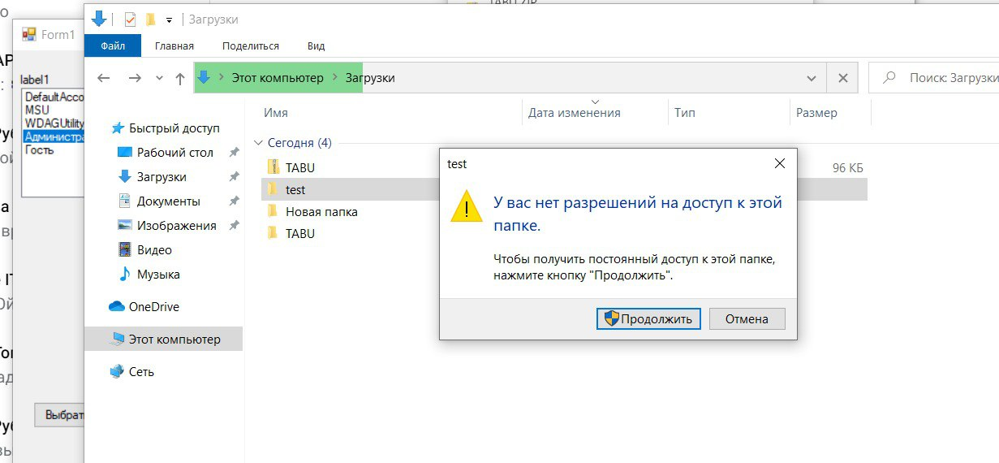 TABU ZIP
Загрузки
Form1
Файл
Главная
Поделиться
Вид
Этот компьютер
Загрузки
Поиск: Загрузки
label1
DefaultAcco
MSU
WDAGUtility
Администра
Гость
Имя
Дата изменения
Тип
Размер
Быстрый доступ
Рабочий стол
Загрузки
Документы
Изображения
Видео
Музыка
OneDrive
Этот компьютер
Сеть
Сегодня (4)
TABU
96 КБ
test
Новая папка
TABU
test
У вас нет разрешений на доступ к этой
папке.
Чтобы получить постоянный доступ к этой папке,
нажмите кнопку "Продолжить".
Продолжить
Отмена
Выбрат